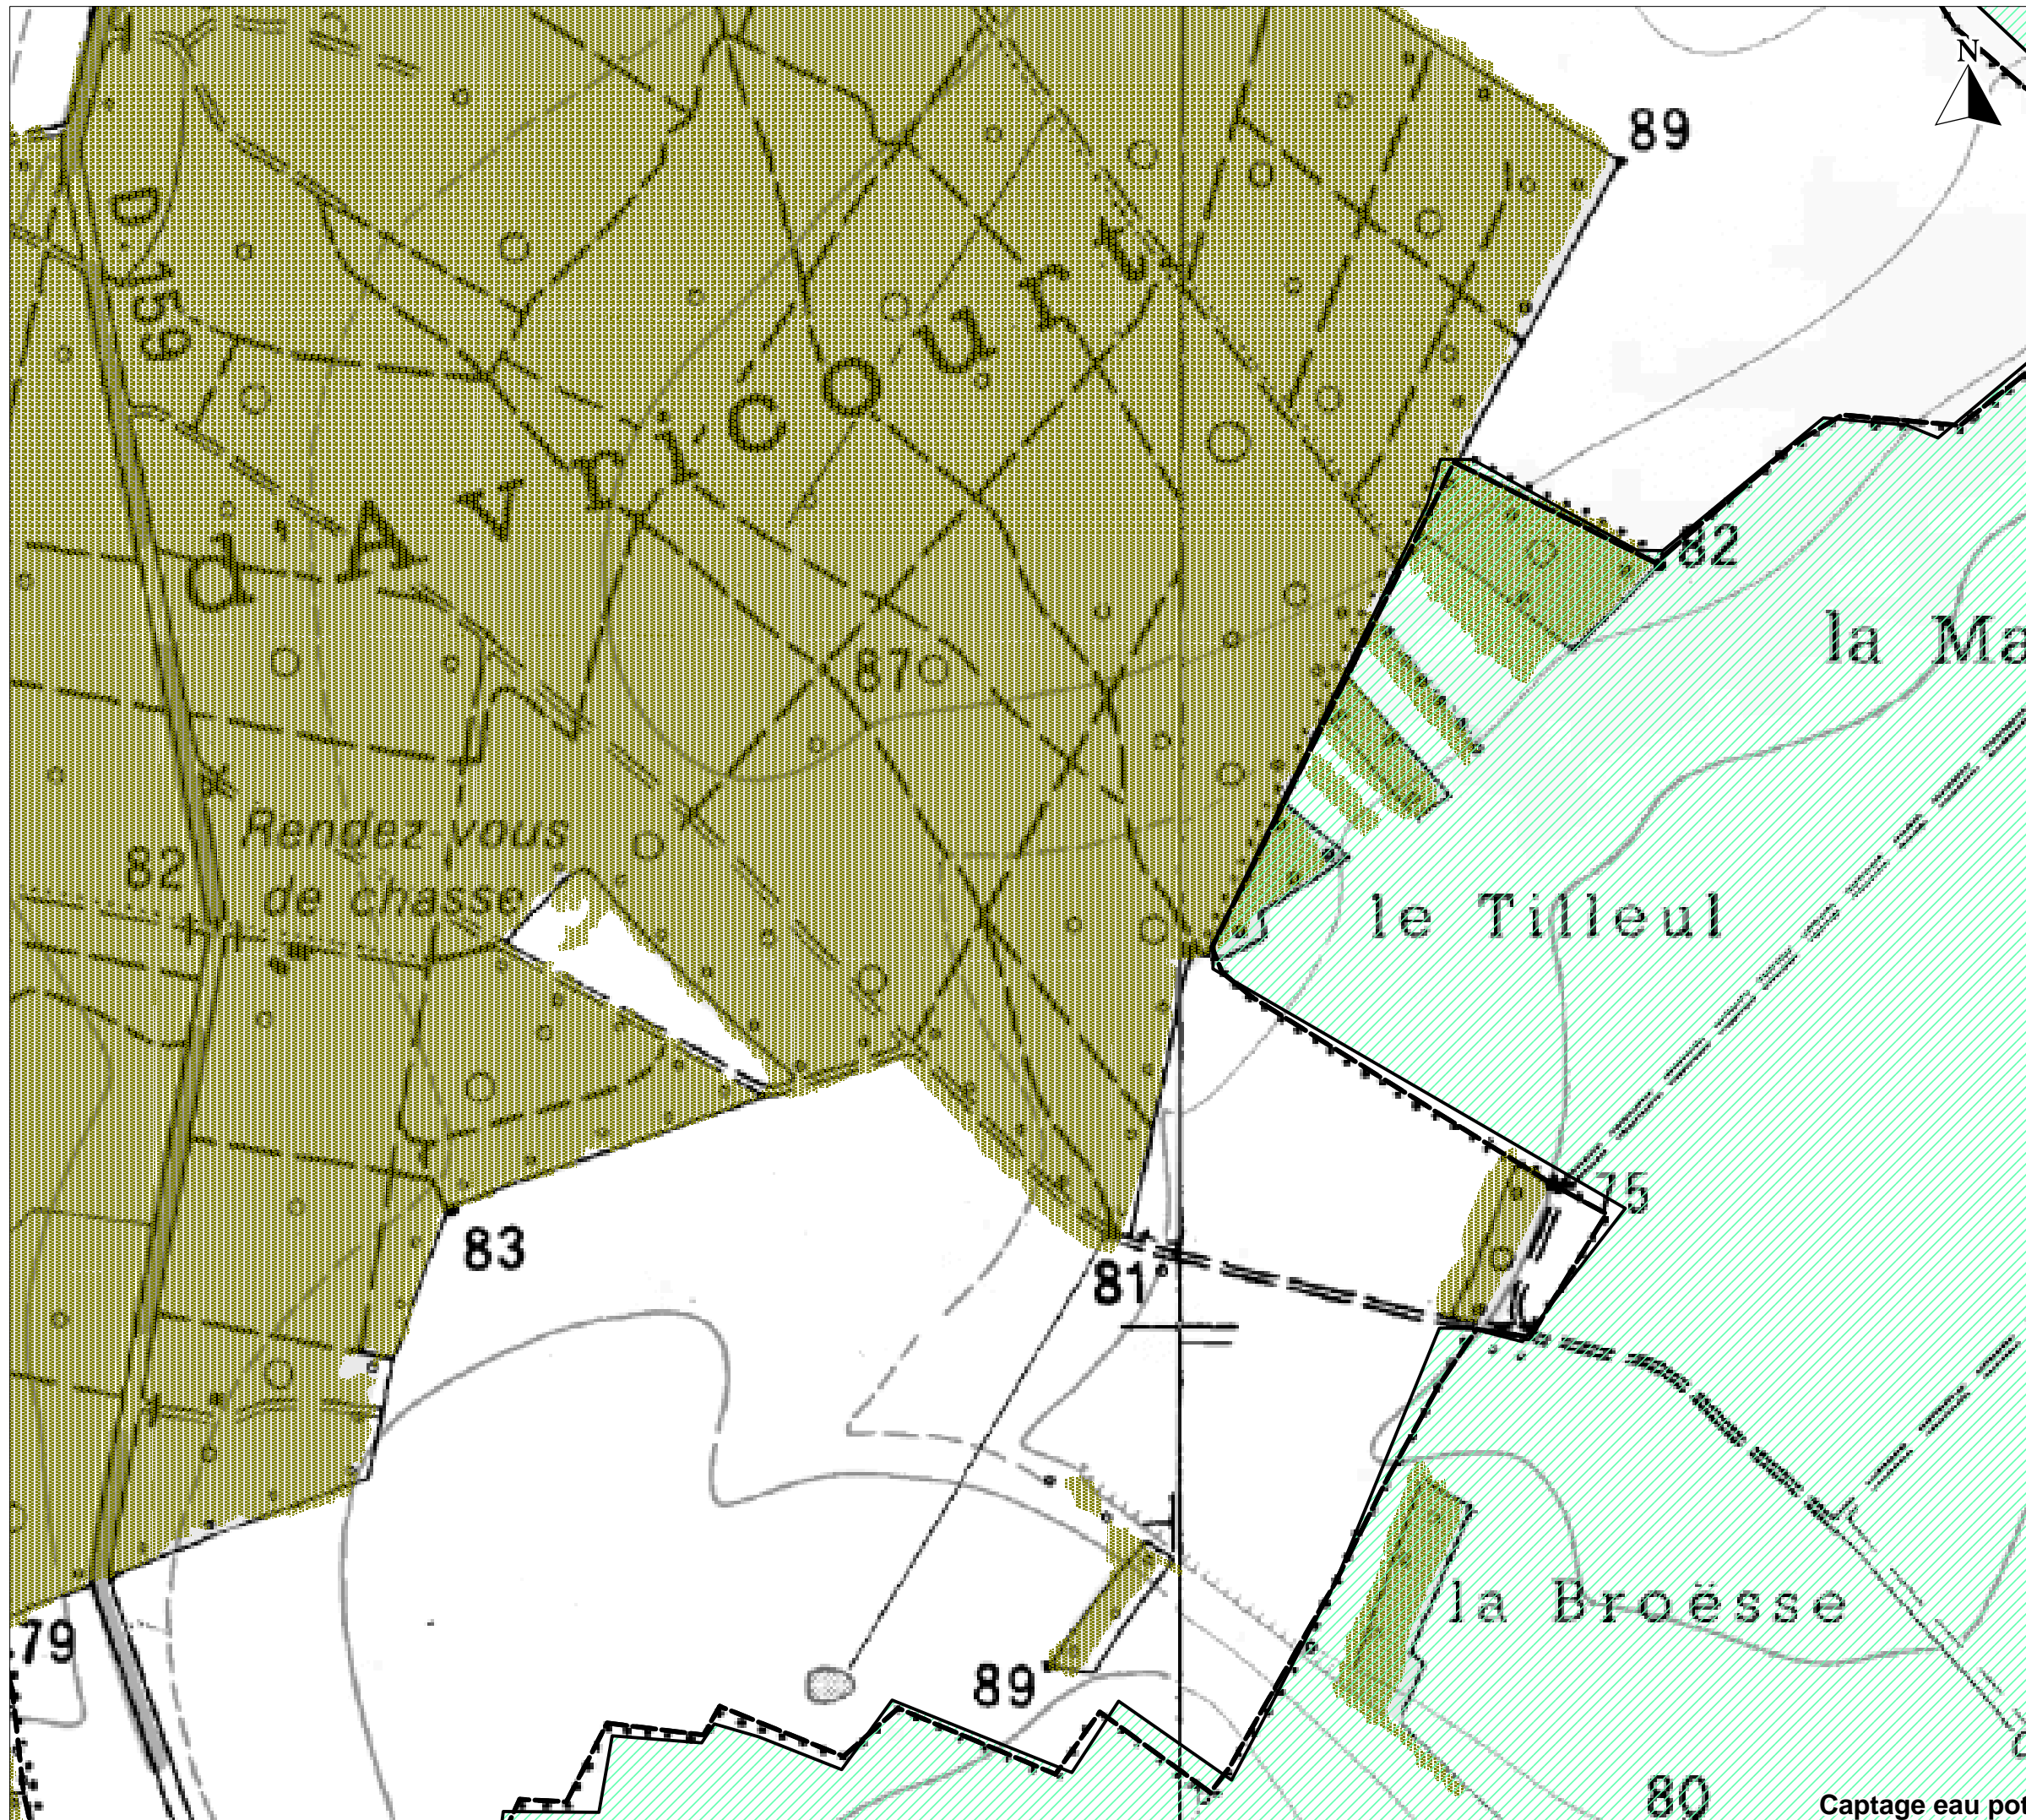 N
89
D.159
d'AVRICOURT
82
la Ma
87
Rendez-vous
de chasse
82
le Tilleul
75
83
81
la Broësse
79
89
80
Captage eau pot